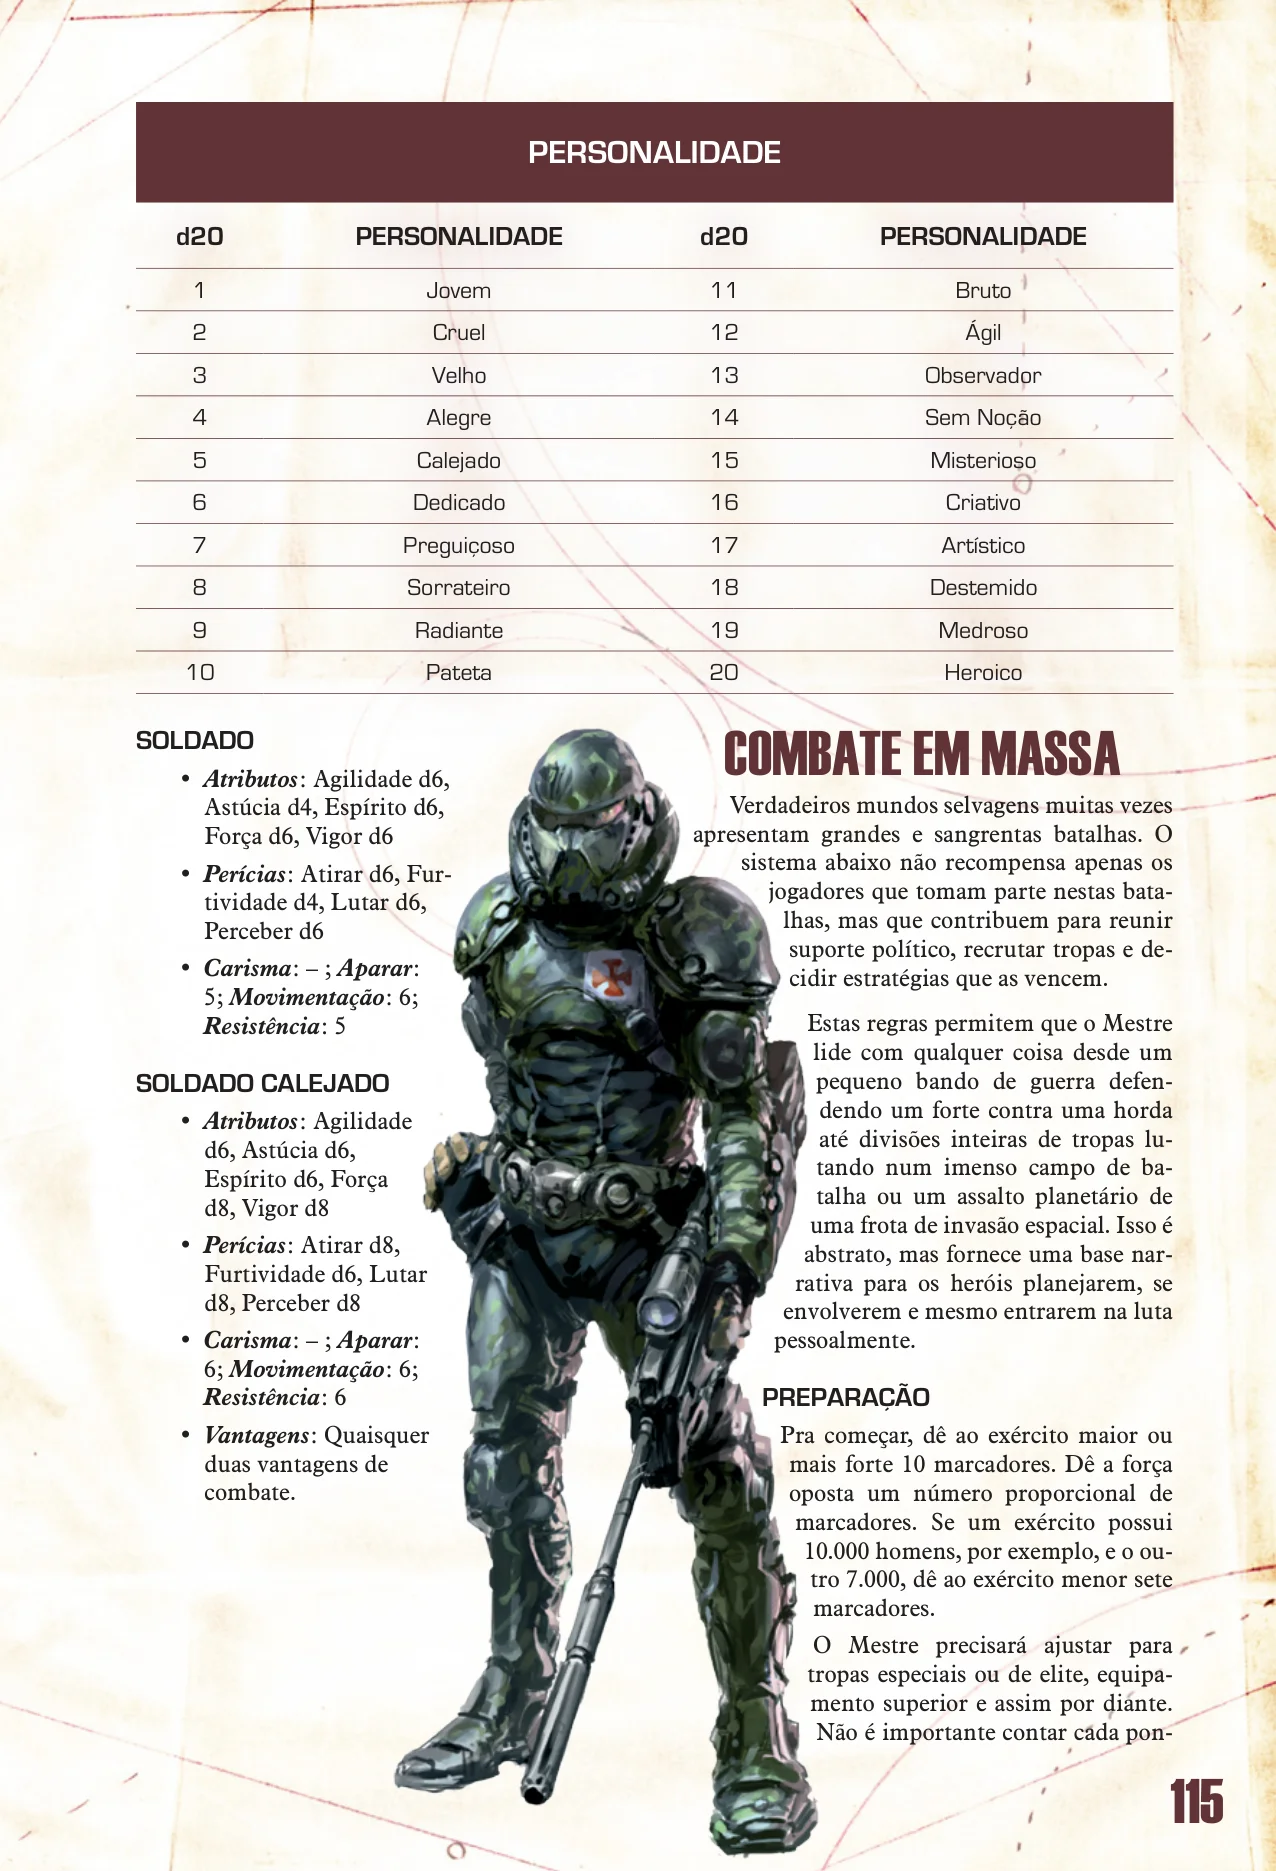 PERSONALIDADE
d20 PERSONALIDADE d20 PERSONALIDADE
1 Jovem 11 Bruto
2 Cruel 12 Ágil
3 Velho 13 Observador
4 Alegre 14 Sem Noção
5 Calejado 15 Misterioso
6 Dedicado 16 Criativo
7 Preguiçoso 17 Artístico
8 Sorrateiro 18 Destemido
9 Radiante 19 Medroso
10 Pateta 20 Heroico
SOLDADO
• Atributos: Agilidade d6,
Astúcia d4, Espírito d6,
Força d6, Vigor d6
• Perícias: Atirar d6, Fur-
tividade d4, Lutar d6,
Perceber d6
• Carisma: – ; Aparar:
5; Movimentação: 6;
Resistência: 5
SOLDADO CALEJADO
• Atributos: Agilidade
d6, Astúcia d6,
Espírito d6, Força
d8, Vigor d8
• Perícias: Atirar d8,
Furtividade d6, Lutar
d8, Perceber d8
• Carisma: – ; Aparar:
6; Movimentação: 6;
Resistência: 6
• Vantagens: Quaisquer
duas vantagens de
combate.
COMBATE EM MASSA
Verdadeiros mundos selvagens muitas vezes
apresentam grandes e sangrentas batalhas. O
sistema abaixo não recompensa apenas os
jogadores que tomam parte nestas bata-
lhas, mas que contribuem para reunir
suporte político, recrutar tropas e de-
cidir estratégias que as vencem.
Estas regras permitem que o Mestre
lide com qualquer coisa desde um
pequeno bando de guerra defen-
dendo um forte contra uma horda
até divisões inteiras de tropas lu-
tando num imenso campo de ba-
talha ou um assalto planetário de
uma frota de invasão espacial. Isso é
abstrato, mas fornece uma base nar-
rativa para os heróis planejarem, se
envolverem e mesmo entrarem na luta
pessoalmente.
PREPARAÇÃO
Pra começar, dê ao exército maior ou
mais forte 10 marcadores. Dê a força
oposta um número proporcional de
marcadores. Se um exército possui
10.000 homens, por exemplo, e o ou-
tro 7.000, dê ao exército menor sete
marcadores.
O Mestre precisará ajustar para
tropas especiais ou de elite, equipa-
mento superior e assim por diante.
Não é importante contar cada pon-
115